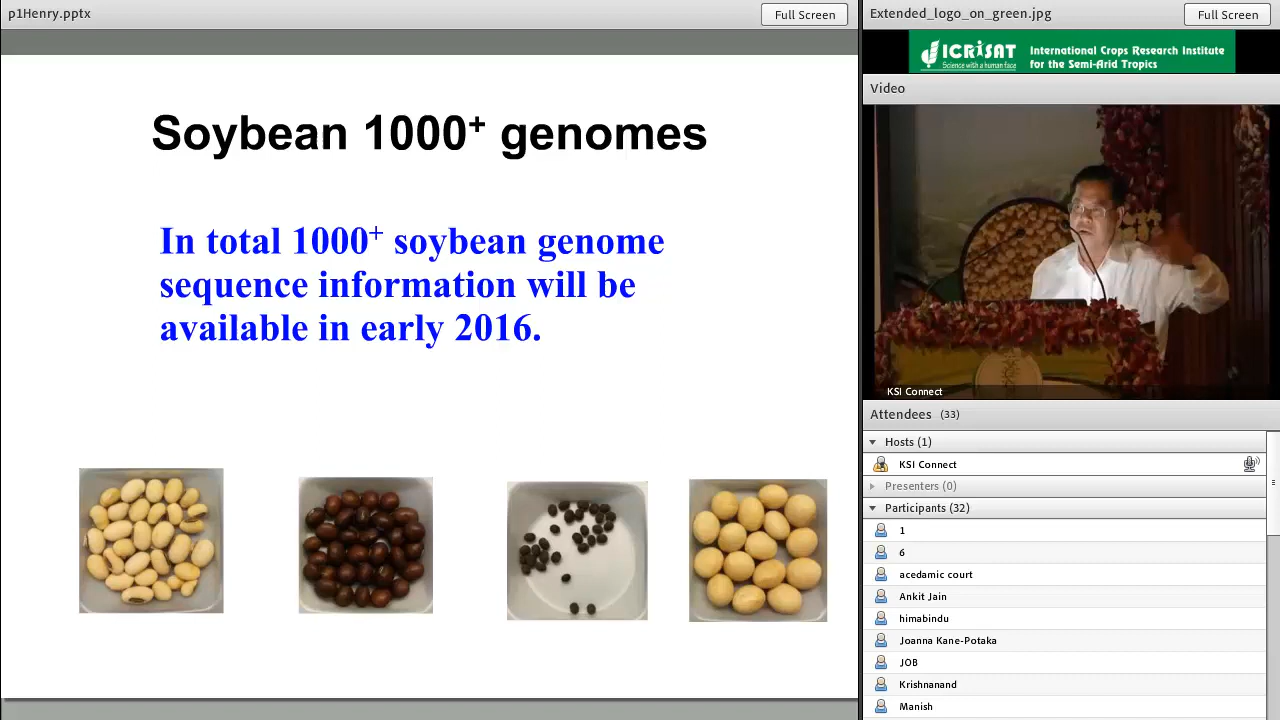 p1Henry.pptx
Full Screen
Soybean 1000+ genomes
In total 1000+ soybean genome
sequence information will be
available in early 2016.
Extended_logo_on_green.jpg
Full Screen
ICRISAT
Science with a human face
International Crops Research Institute
for the Semi-Arid Tropics
Video
KSI Connect
Attendees (33)
Hosts (1)
KSI Connect
Presenters (0)
Participants (32)
1
6
acedamic court
Ankit Jain
himabindu
Joanna Kane-Potaka
JOB
Krishnanand
Manish